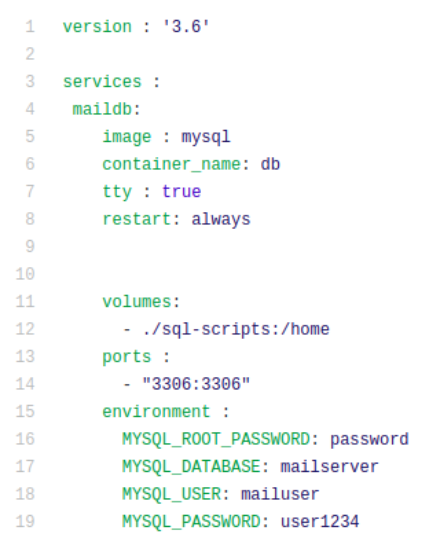 1 version : '3.6'
2
3 services :
4  maildb:
5     image : mysql
6     container_name: db
7     tty : true
8     restart: always
9
10
11     volumes:
12       - ./sql-scripts:/home
13     ports :
14       - "3306:3306"
15     environment :
16       MYSQL_ROOT_PASSWORD: password
17       MYSQL_DATABASE: mailserver
18       MYSQL_USER: mailuser
19       MYSQL_PASSWORD: user1234